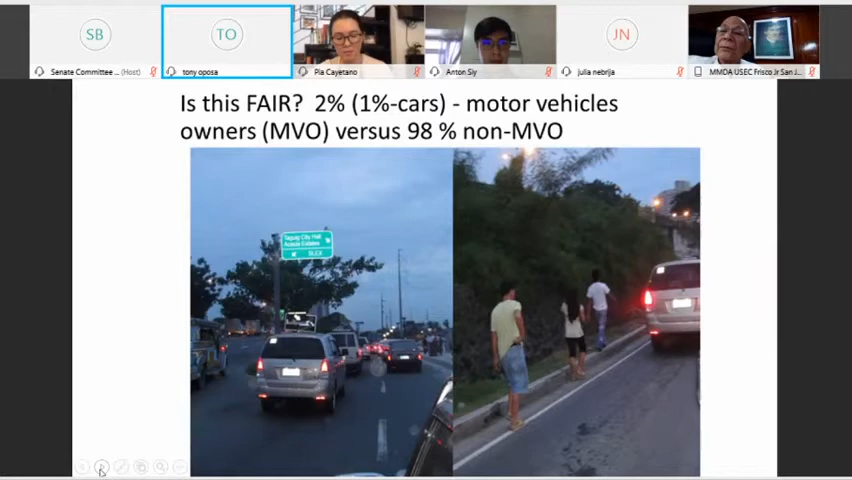 SB
TO
JN
Senate Committee ... (Host)
tony oposa
Pia Cayetano
Anton Siy
julia nebrija
MMDA USEC Frisco Jr San J...
Is this FAIR?  2% (1%-cars) - motor vehicles
owners (MVO) versus 98 % non-MVO
Taguig City Hall
Acacia Estates
SLEX